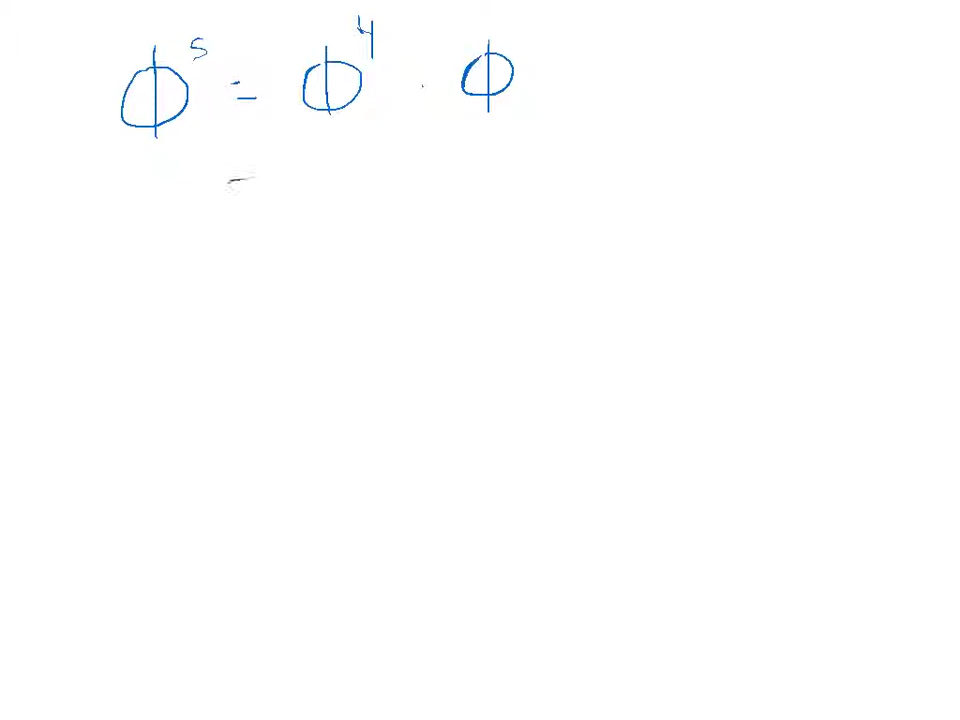 ϕ⁵ = ϕ⁴ · ϕ